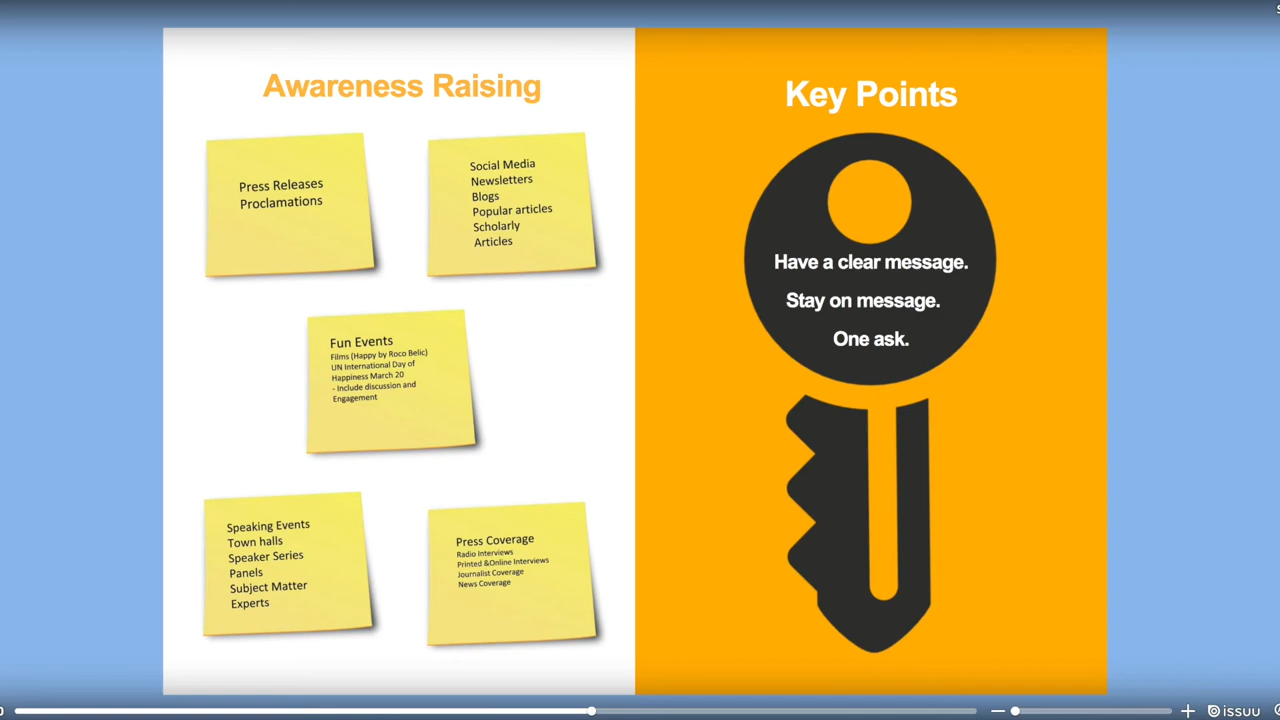 Awareness Raising
Press Releases
Proclamations
Social Media
Newsletters
Blogs
Popular articles
Scholarly
Articles
Fun Events
Films (Happy by Roco Belic)
UN International Day of
Happiness March 20
- Include discussion and
Engagement
Speaking Events
Town halls
Speaker Series
Panels
Subject Matter
Experts
Press Coverage
Radio Interviews
Printed &Online Interviews
Journalist Coverage
News Coverage
Key Points
Have a clear message.
Stay on message.
One ask.
issuu